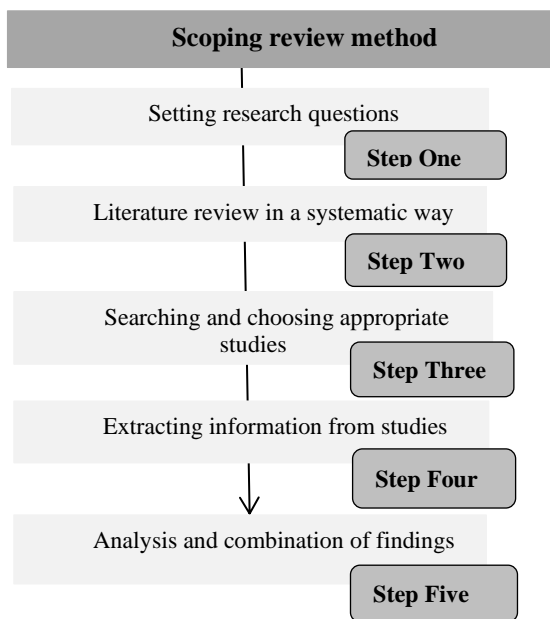 Scoping review method
Setting research questions
Step One
Literature review in a systematic way
Step Two
Searching and choosing appropriate
studies
Step Three
Extracting information from studies
Step Four
Analysis and combination of findings
Step Five